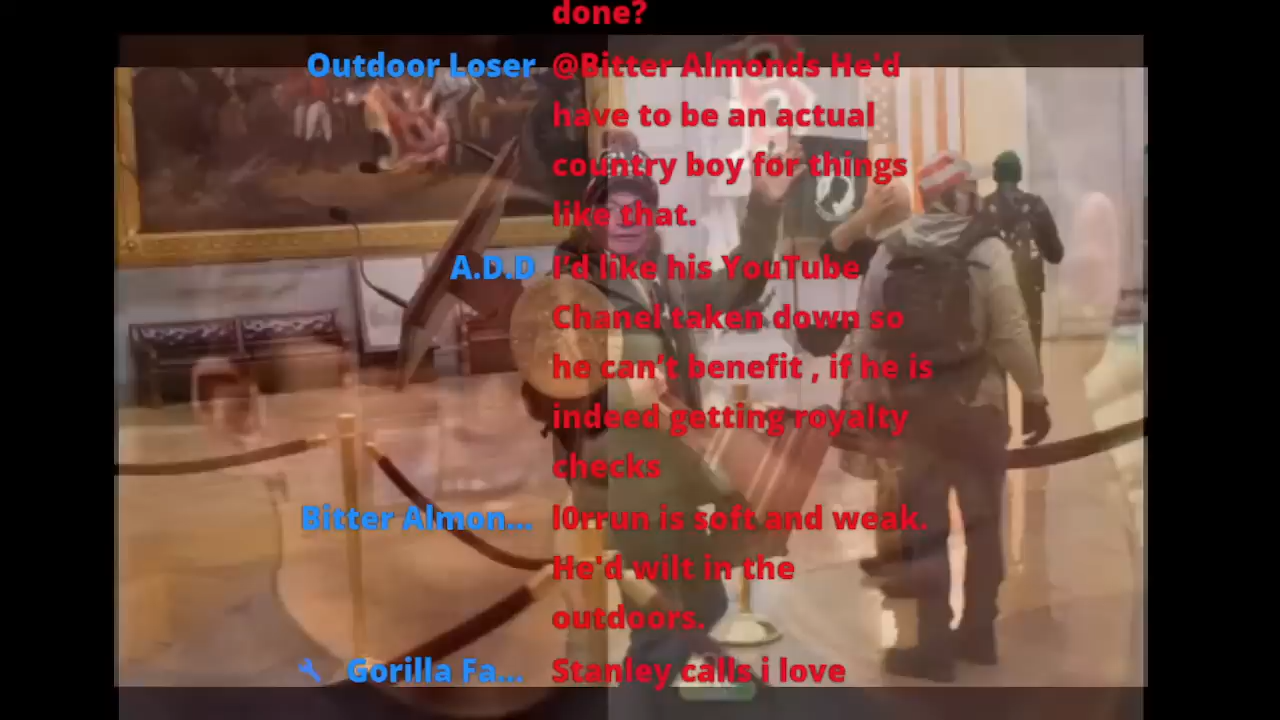 done?
Outdoor Loser @Bitter Almonds He'd
have to be an actual
country boy for things
like that.
A.D.D I'd like his YouTube
Chanel taken down so
he can't benefit , if he is
indeed getting royalty
checks
Bitter Almon... l0rrun is soft and weak.
He'd wilt in the
outdoors.
Gorilla Fa... Stanley calls i love